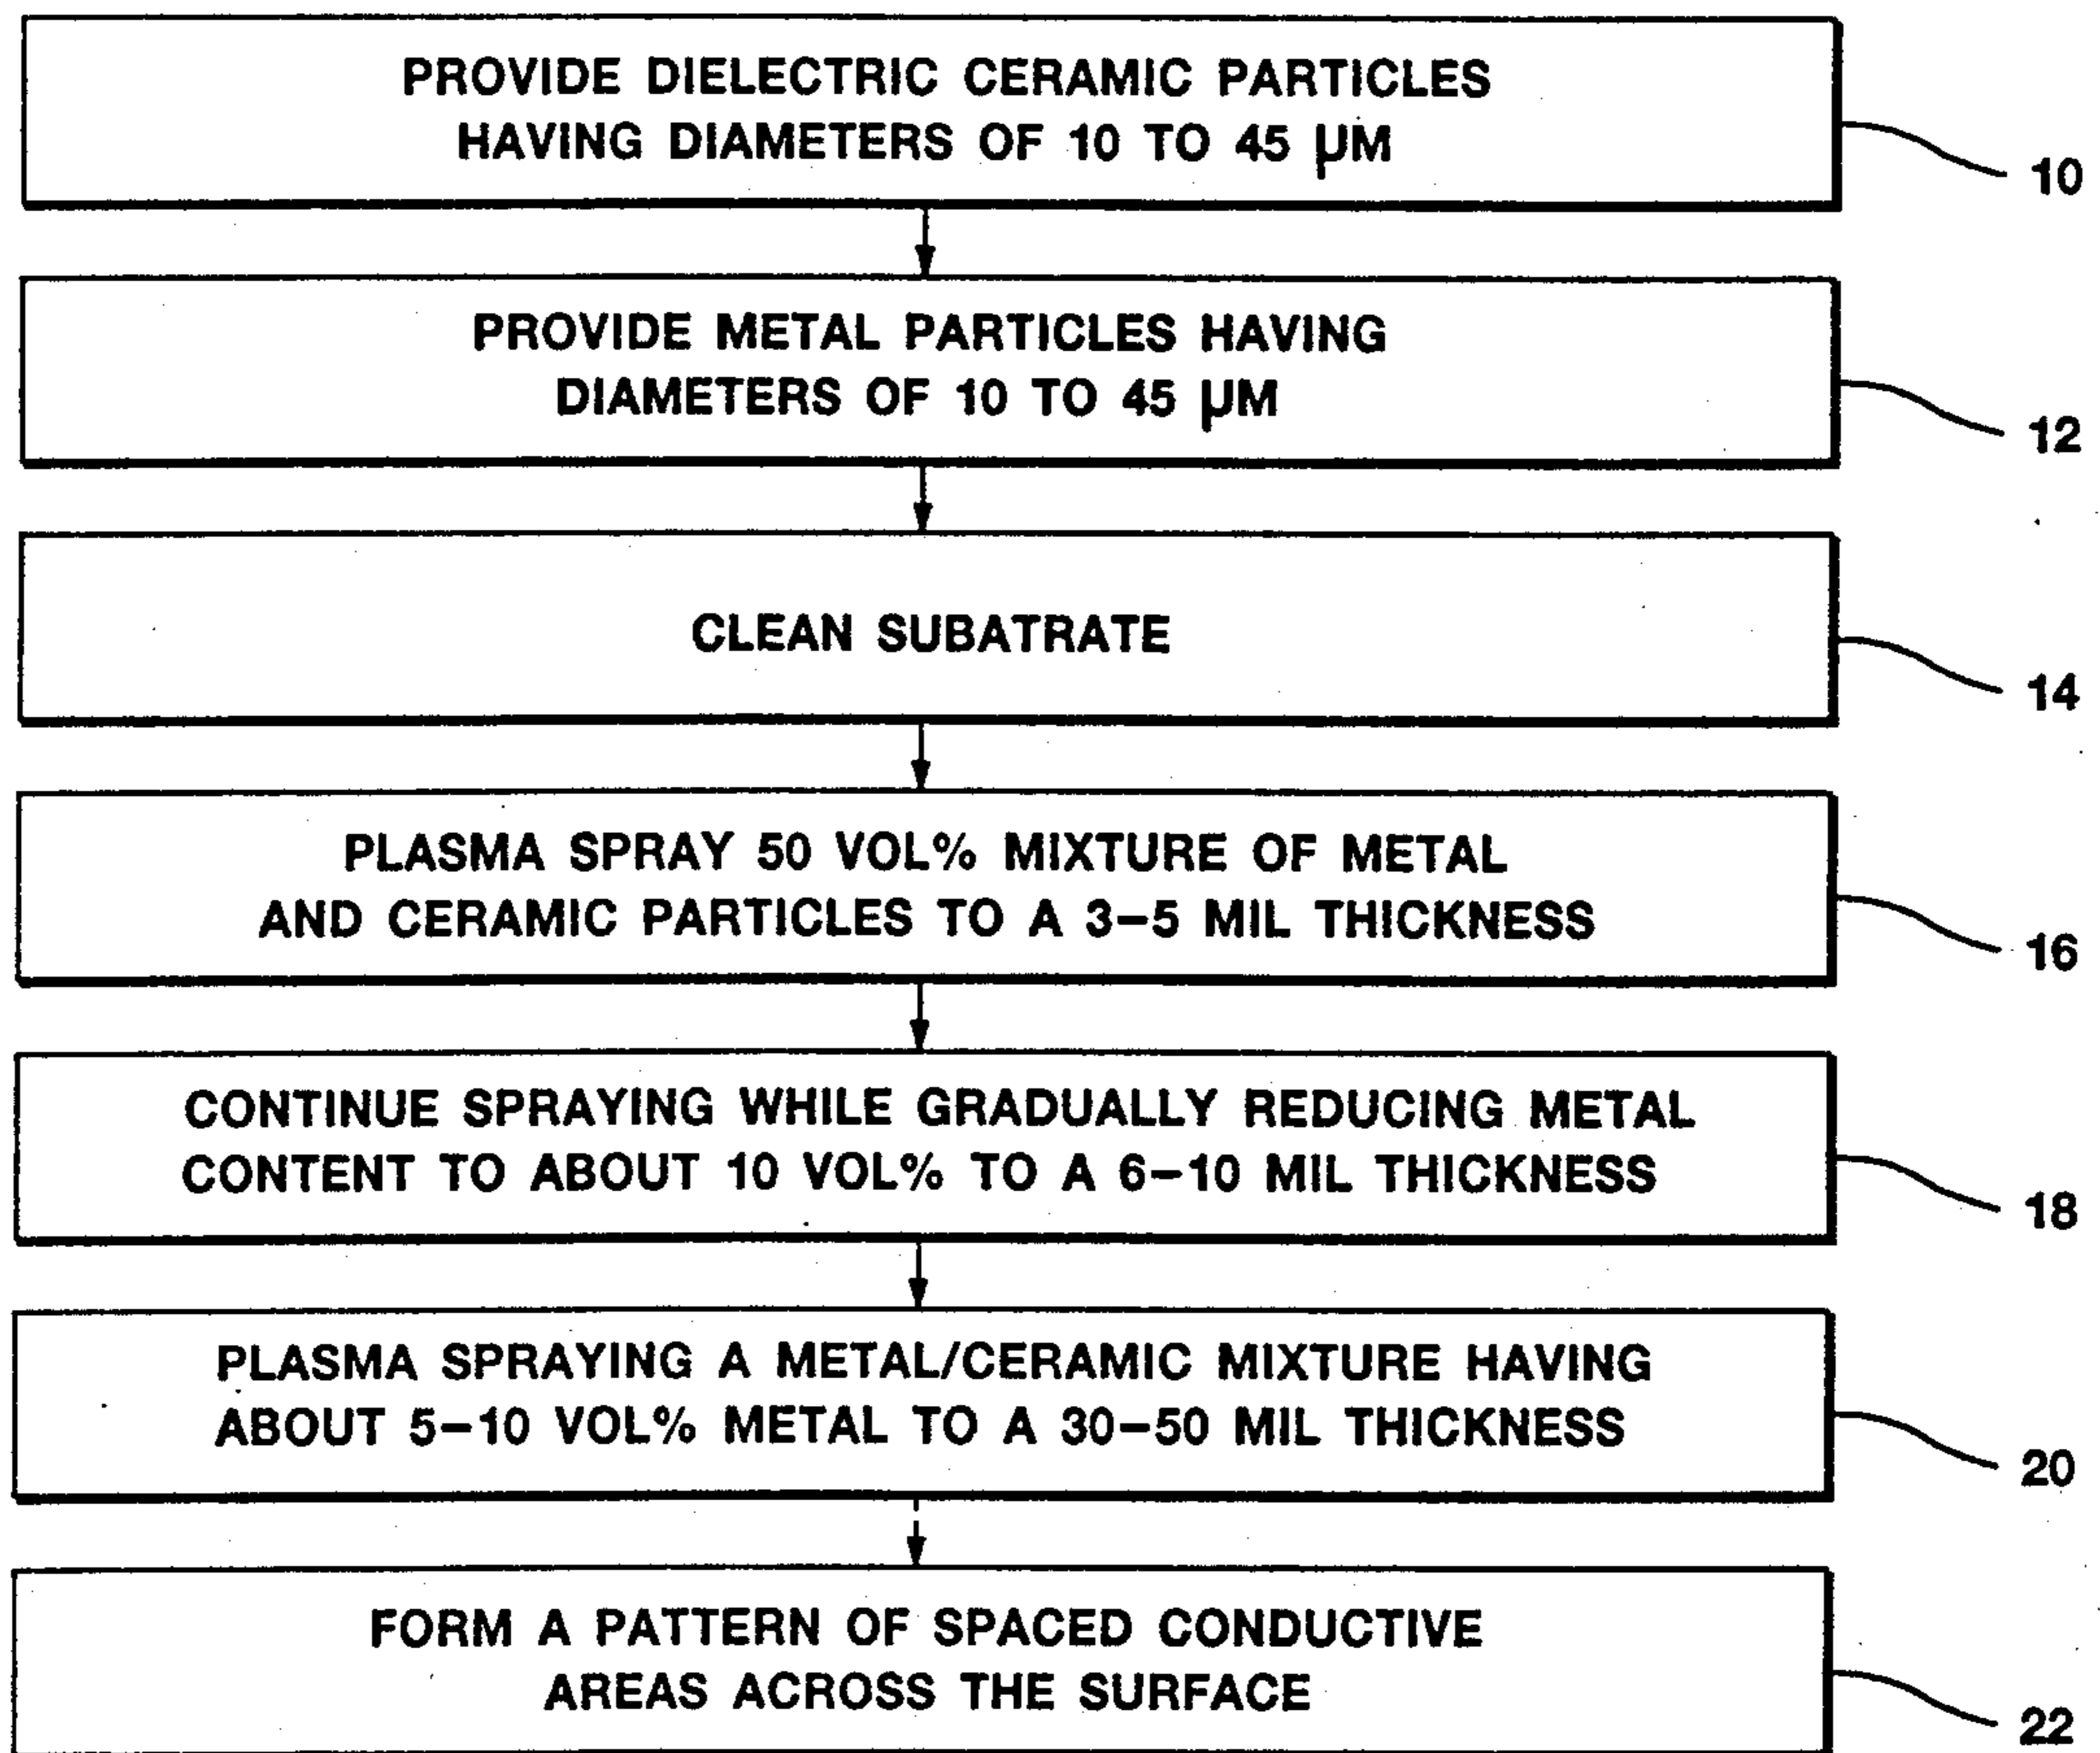 PROVIDE DIELECTRIC CERAMIC PARTICLES
HAVING DIAMETERS OF 10 TO 45 µM
10
PROVIDE METAL PARTICLES HAVING
DIAMETERS OF 10 TO 45 µM
12
CLEAN SUBATRATE
14
PLASMA SPRAY 50 VOL% MIXTURE OF METAL
AND CERAMIC PARTICLES TO A 3–5 MIL THICKNESS
16
CONTINUE SPRAYING WHILE GRADUALLY REDUCING METAL
CONTENT TO ABOUT 10 VOL% TO A 6–10 MIL THICKNESS
18
PLASMA SPRAYING A METAL/CERAMIC MIXTURE HAVING
ABOUT 5–10 VOL% METAL TO A 30–50 MIL THICKNESS
20
FORM A PATTERN OF SPACED CONDUCTIVE
AREAS ACROSS THE SURFACE
22